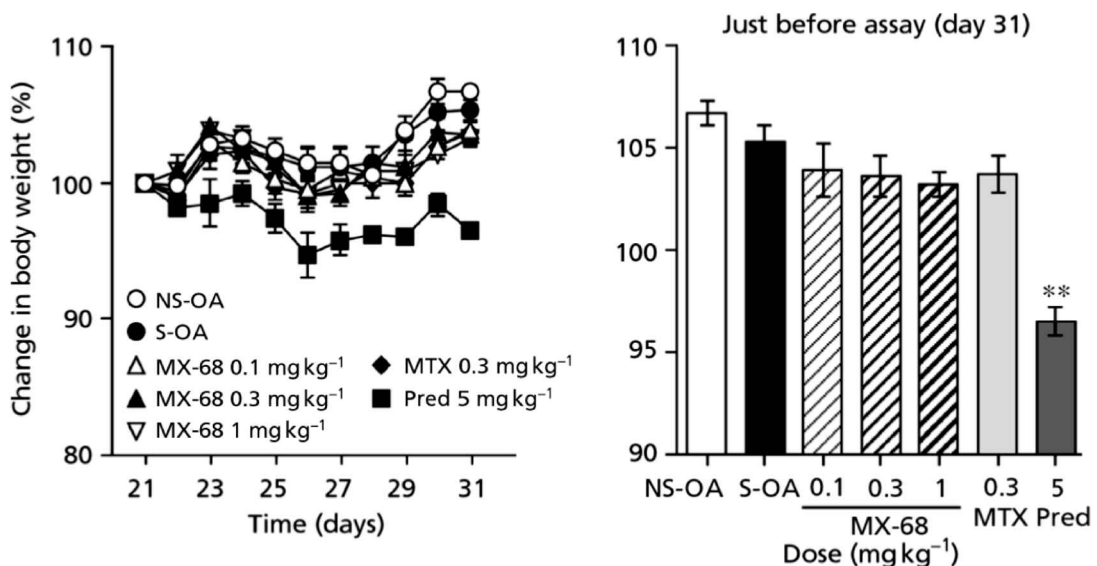 Change in body weight (%)
110
100
90
80
NS-OA
S-OA
MX-68 0.1 mg kg⁻¹
MX-68 0.3 mg kg⁻¹
MX-68 1 mg kg⁻¹
MTX 0.3 mg kg⁻¹
Pred 5 mg kg⁻¹
21 23 25 27 29 31
Time (days)
Just before assay (day 31)
110
105
100
95
90
**
NS-OA S-OA 0.1 0.3 1 0.3 5
MX-68 MTX Pred
Dose (mg kg⁻¹)